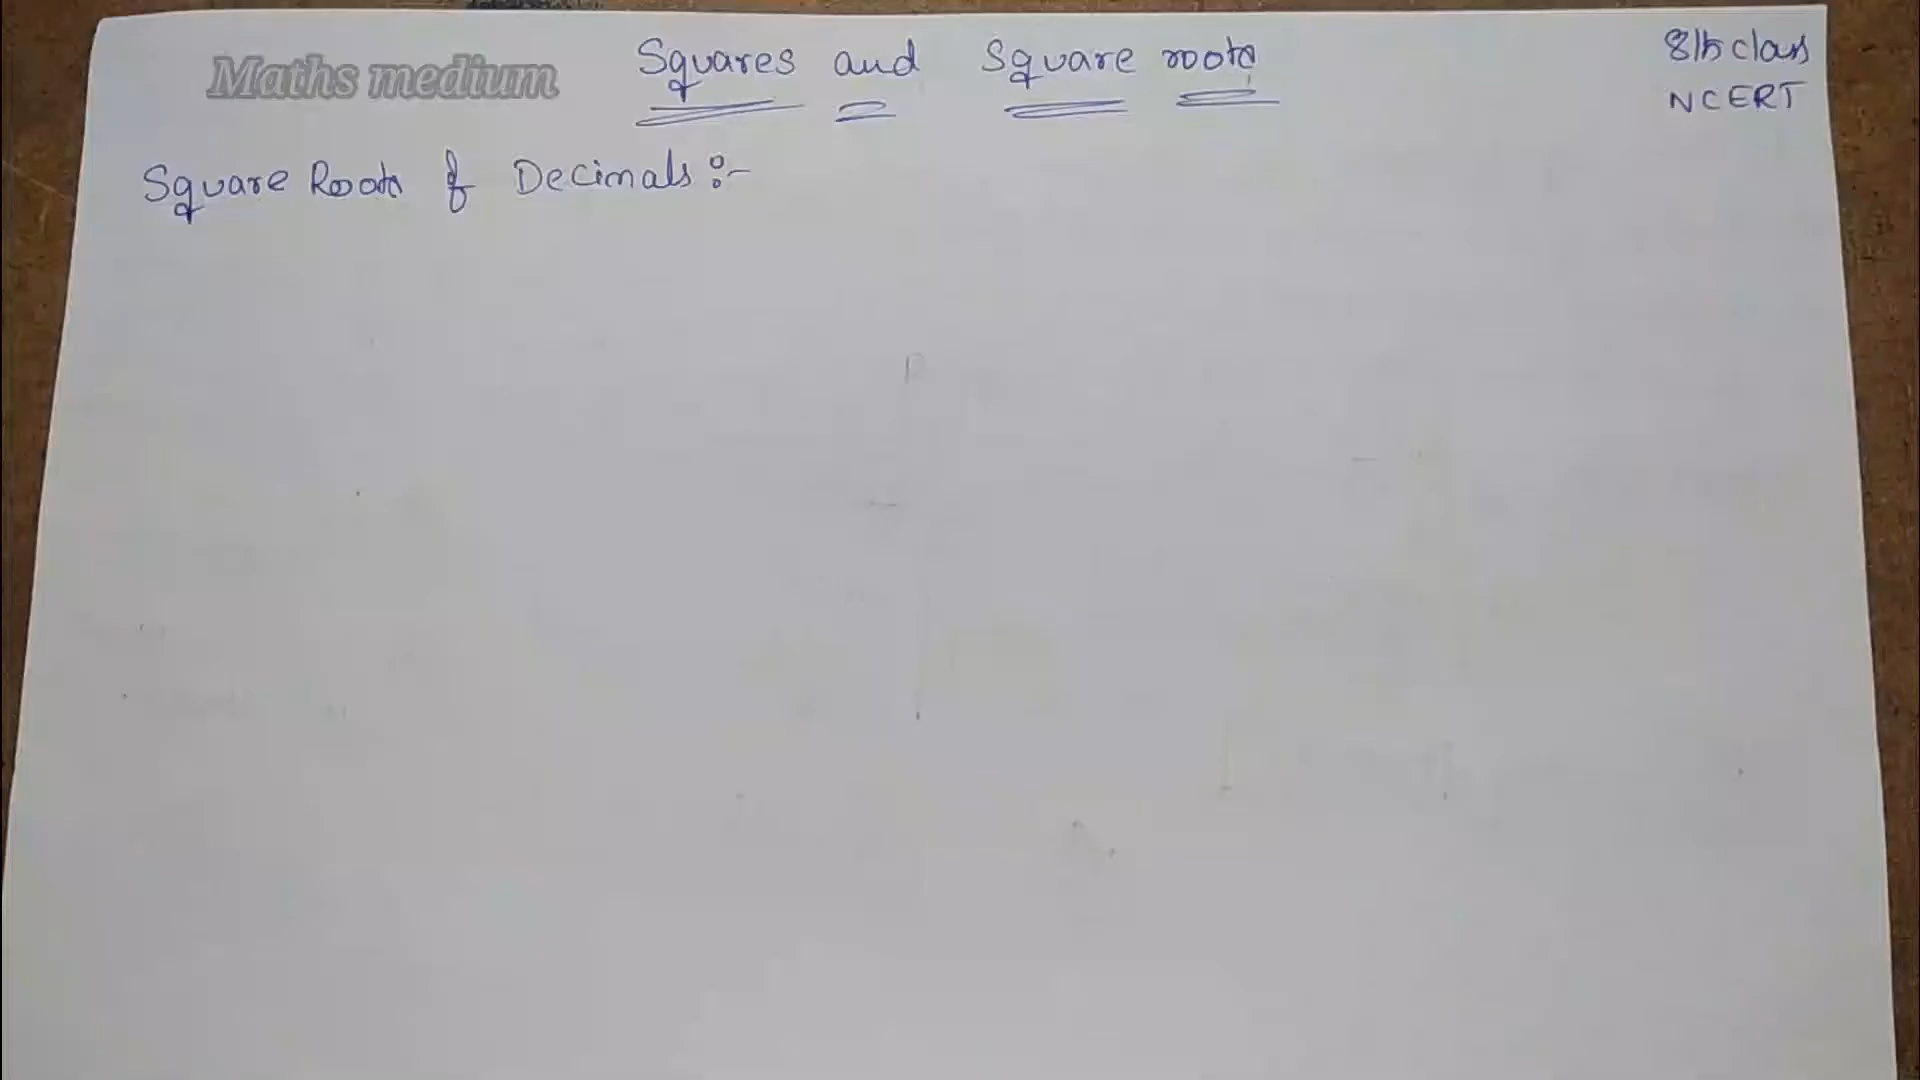 Maths medium
Squares and Square roots
8th class
NCERT
Square Roots of Decimals :-